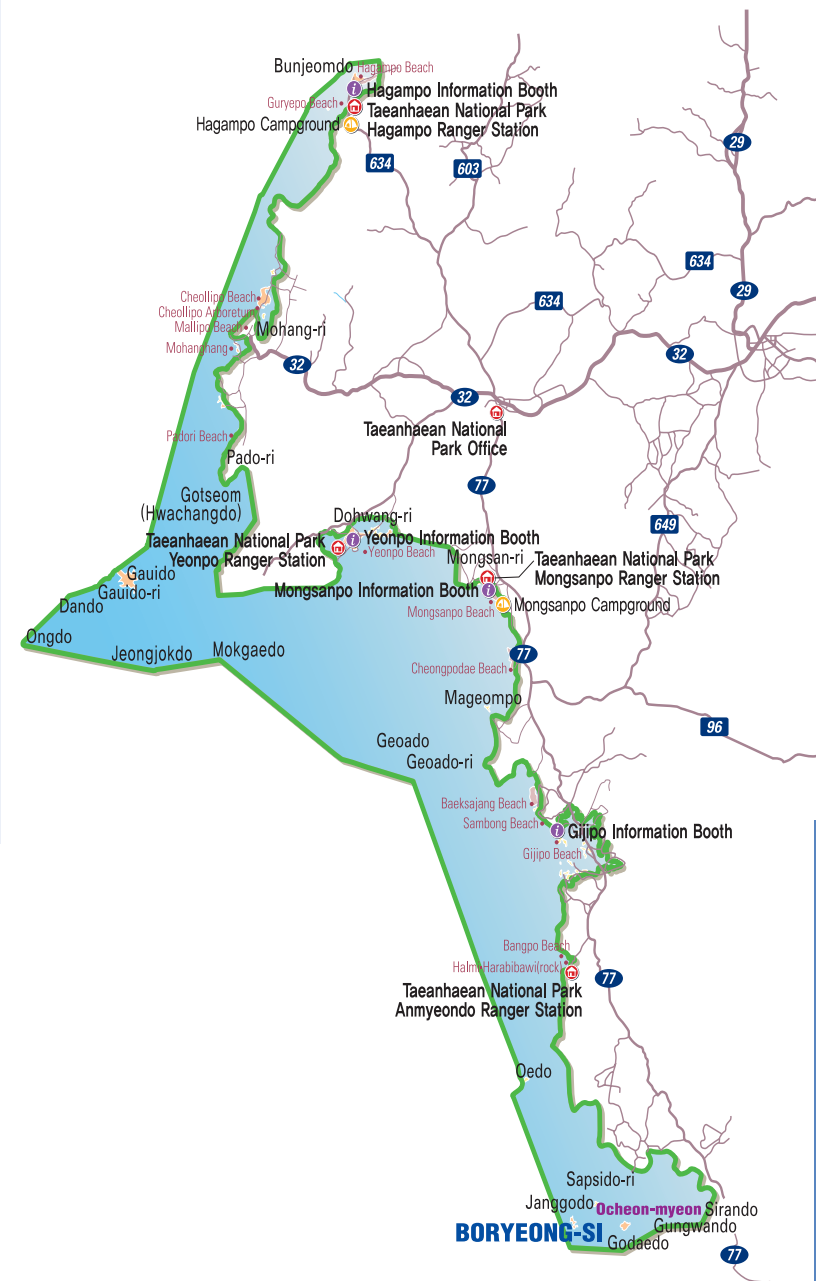 Bunjeomdo
Hagampo Beach
Hagampo Information Booth
Guryepo Beach
Taeanhaean National Park
Hagampo Ranger Station
Hagampo Campground
29
634
603
634
29
Cheollipo Beach
634
Cheollipo Arboretum
Mallipo Beach
Mohang-ri
Mohanghang
32
32
32
Taeanhaean National
Park Office
Padori Beach
Pado-ri
77
Gotseom
(Hwachangdo)
Dohwang-ri
649
Taeanhaean National Park
Yeonpo Ranger Station
Yeonpo Information Booth
Yeonpo Beach
Mongsan-ri
Taeanhaean National Park
Mongsanpo Ranger Station
Gauido
Gauido-ri
Mongsanpo Information Booth
Mongsanpo Beach
Mongsanpo Campground
Dando
Ongdo
Jeongjokdo
Mokgaedo
77
Cheongpodae Beach
Mageompo
96
Geoado
Geoado-ri
Baeksajang Beach
Sambong Beach
Gijipo Information Booth
Gijipo Beach
Bangpo Beach
Halmi·Harabibawi(rock)
77
Taeanhaean National Park
Anmyeondo Ranger Station
Oedo
Sapsido-ri
Janggodo
Ocheon-myeon
Sirando
Gungwando
BORYEONG-SI
Godaedo
77